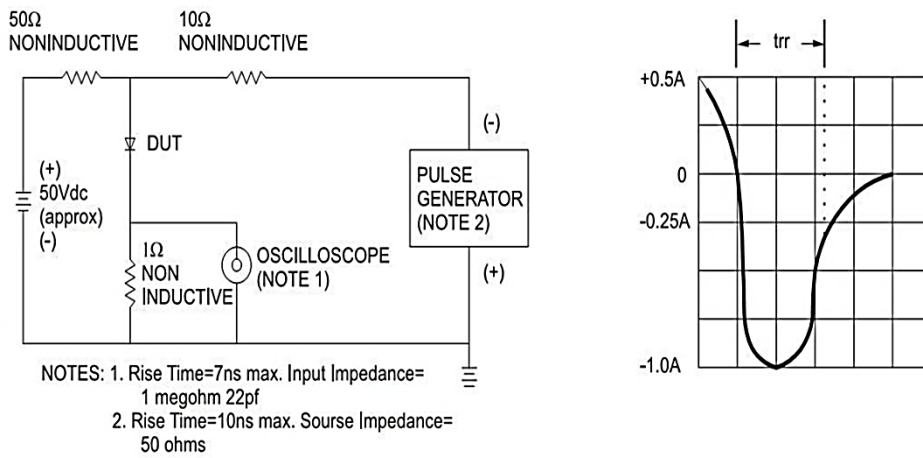 50Ω
NONINDUCTIVE
10Ω
NONINDUCTIVE
DUT
(+)
50Vdc
(approx)
(-)
1Ω
NON
INDUCTIVE
OSCILLOSCOPE
(NOTE 1)
(-)
PULSE
GENERATOR
(NOTE 2)
(+)
NOTES: 1. Rise Time=7ns max. Input Impedance=
1 megohm 22pf
2. Rise Time=10ns max. Sourse Impedance=
50 ohms
trr
+0.5A
0
-0.25A
-1.0A